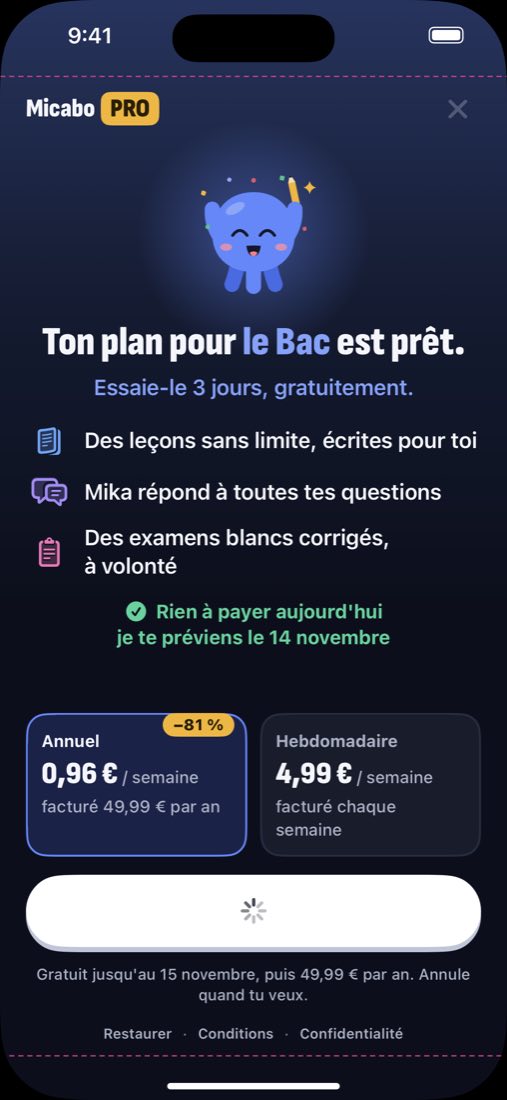 9:41
Micabo PRO
Ton plan pour le Bac est prêt.
Essaie-le 3 jours, gratuitement.
Des leçons sans limite, écrites pour toi
Mika répond à toutes tes questions
Des examens blancs corrigés,
à volonté
Rien à payer aujourd'hui
je te préviens le 14 novembre
−81 %
Annuel
0,96 € / semaine
facturé 49,99 € par an
Hebdomadaire
4,99 € / semaine
facturé chaque
semaine
Gratuit jusqu'au 15 novembre, puis 49,99 € par an. Annule
quand tu veux.
Restaurer · Conditions · Confidentialité